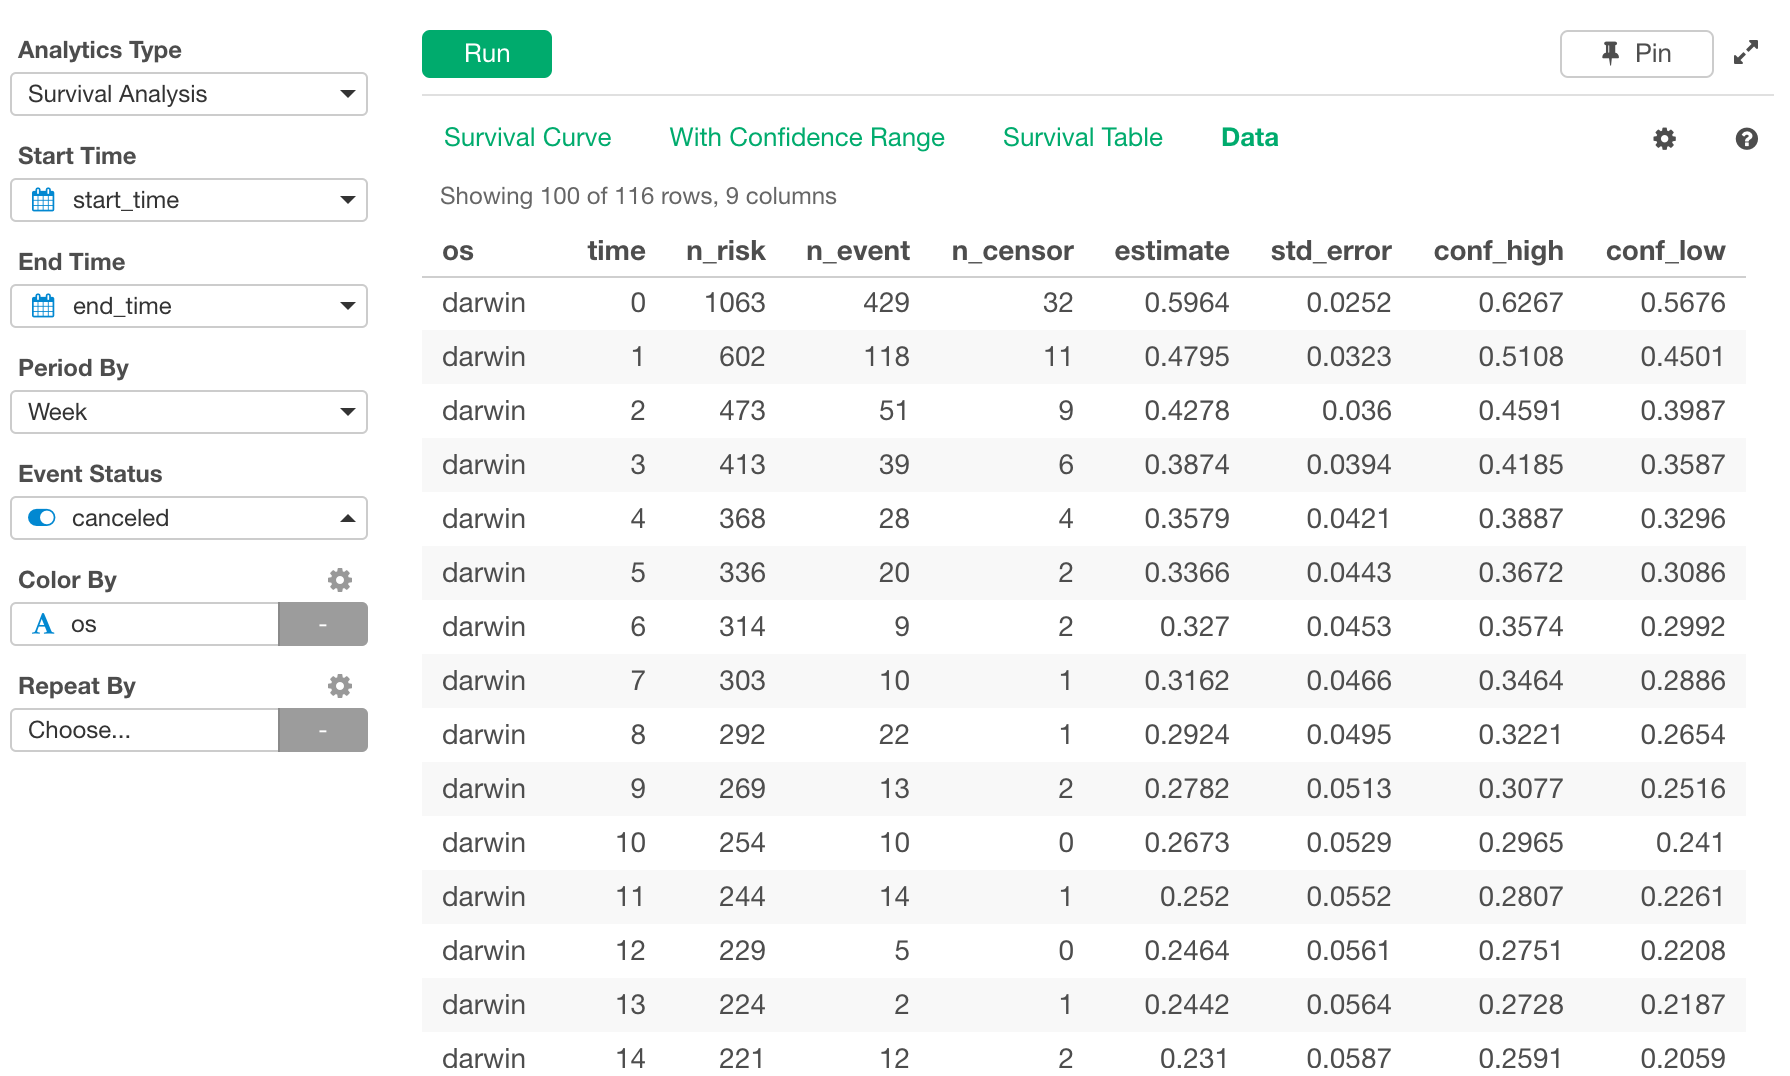 Analytics Type
Survival Analysis
Start Time
start_time
End Time
end_time
Period By
Week
Event Status
canceled
Color By
A os -
Repeat By
Choose... -
Run Pin
Survival Curve With Confidence Range Survival Table Data
Showing 100 of 116 rows, 9 columns
os time n_risk n_event n_censor estimate std_error conf_high conf_low
darwin 0 1063 429 32 0.5964 0.0252 0.6267 0.5676
darwin 1 602 118 11 0.4795 0.0323 0.5108 0.4501
darwin 2 473 51 9 0.4278 0.036 0.4591 0.3987
darwin 3 413 39 6 0.3874 0.0394 0.4185 0.3587
darwin 4 368 28 4 0.3579 0.0421 0.3887 0.3296
darwin 5 336 20 2 0.3366 0.0443 0.3672 0.3086
darwin 6 314 9 2 0.327 0.0453 0.3574 0.2992
darwin 7 303 10 1 0.3162 0.0466 0.3464 0.2886
darwin 8 292 22 1 0.2924 0.0495 0.3221 0.2654
darwin 9 269 13 2 0.2782 0.0513 0.3077 0.2516
darwin 10 254 10 0 0.2673 0.0529 0.2965 0.241
darwin 11 244 14 1 0.252 0.0552 0.2807 0.2261
darwin 12 229 5 0 0.2464 0.0561 0.2751 0.2208
darwin 13 224 2 1 0.2442 0.0564 0.2728 0.2187
darwin 14 221 12 2 0.231 0.0587 0.2591 0.2059